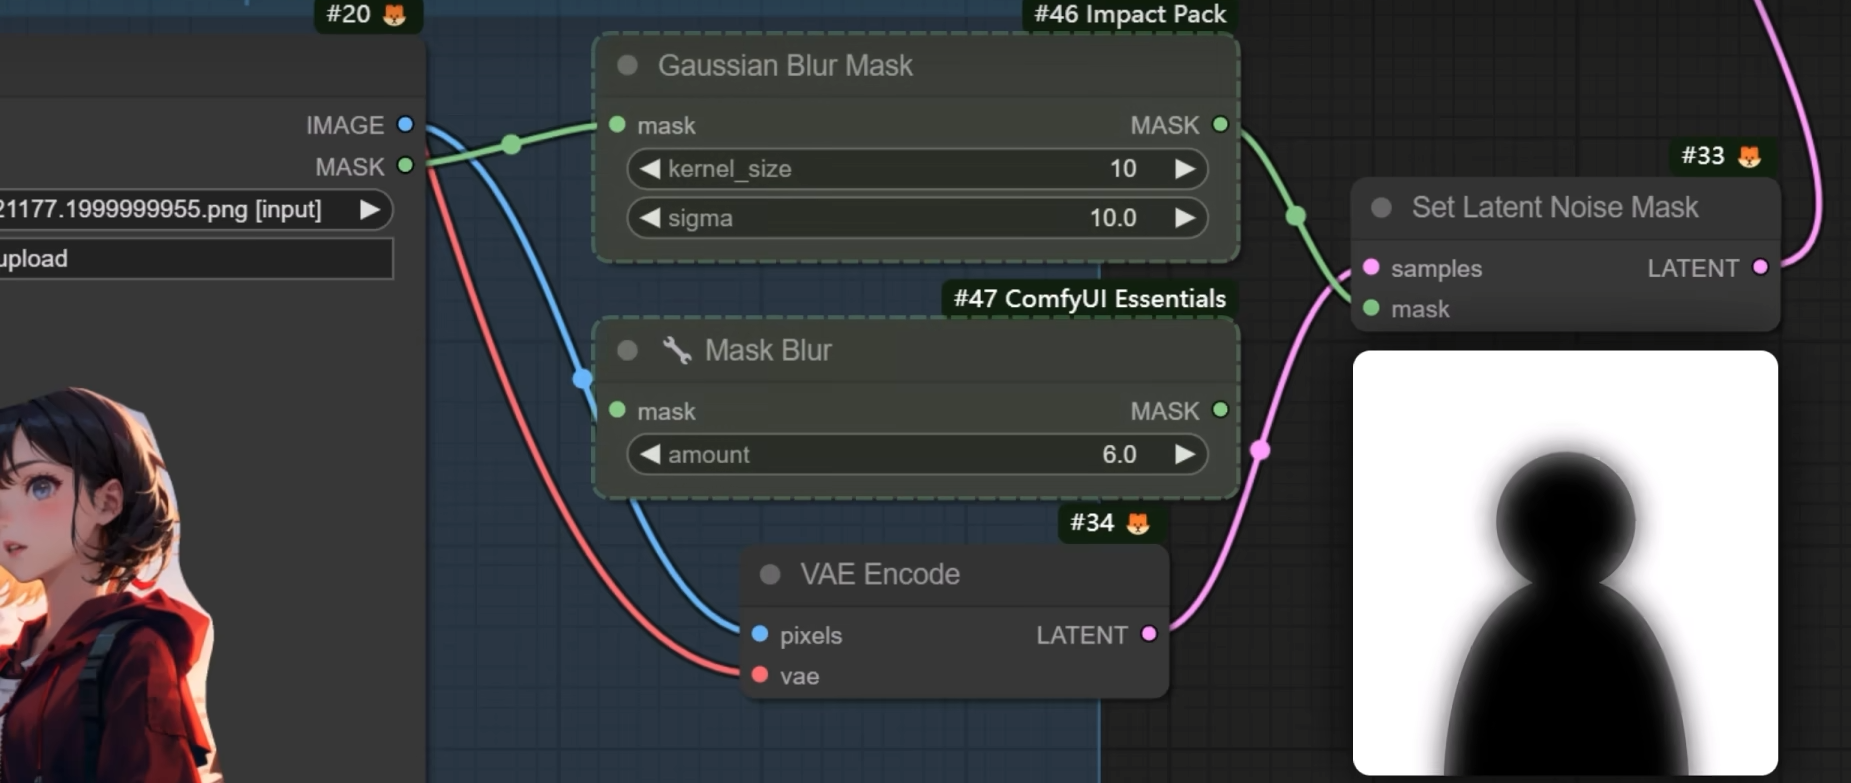 #20
#46 Impact Pack
Gaussian Blur Mask
IMAGE
mask
MASK
MASK
kernel_size
10
21177.1999999955.png [input]
sigma
10.0
upload
#33
Set Latent Noise Mask
samples
LATENT
mask
#47 ComfyUI Essentials
Mask Blur
mask
MASK
amount
6.0
#34
VAE Encode
pixels
LATENT
vae